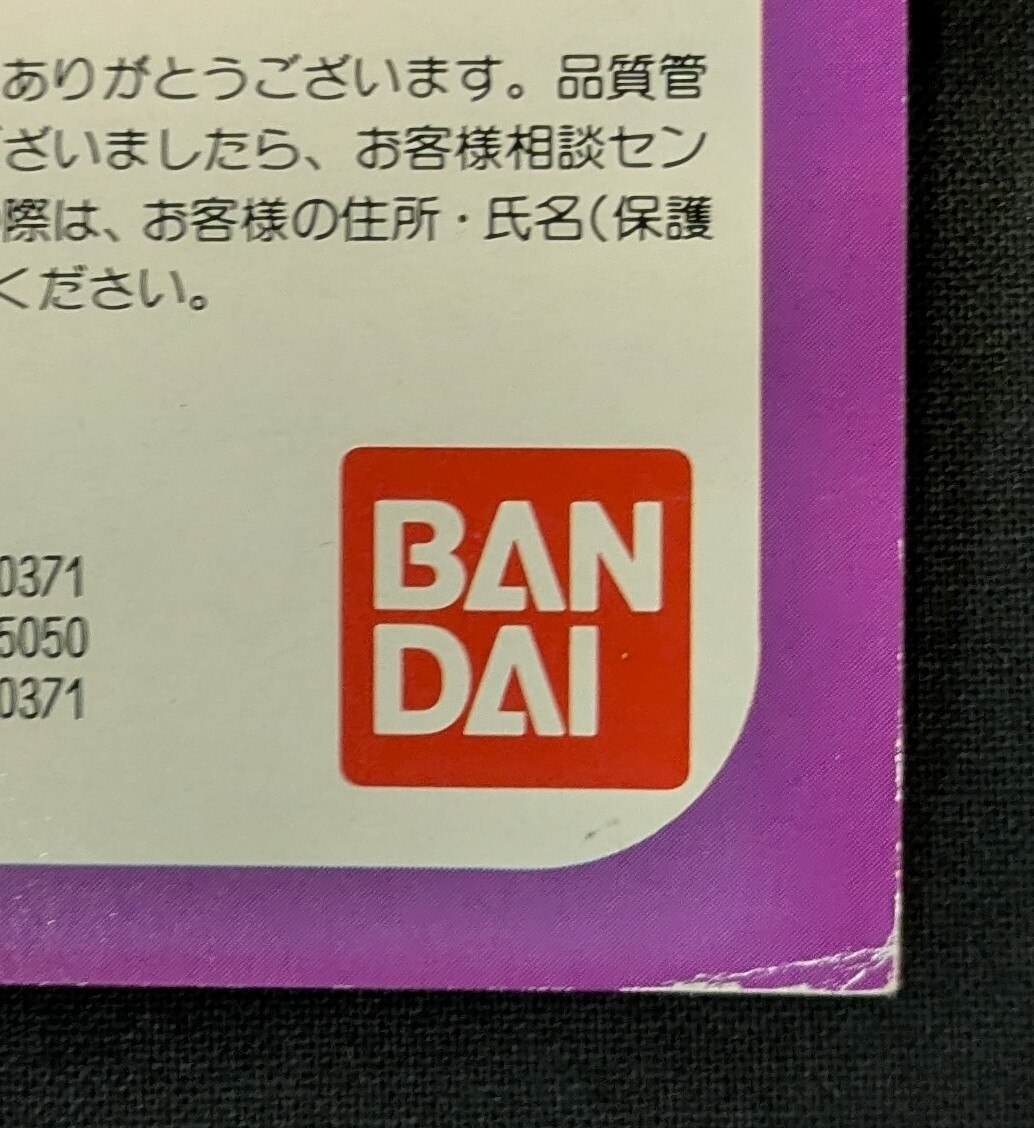 ありがとうございます。品質管
ございましたら、お客様相談セン
際は、お客様の住所・氏名(保護
ください。
0371
5050
0371
BAN
DAI